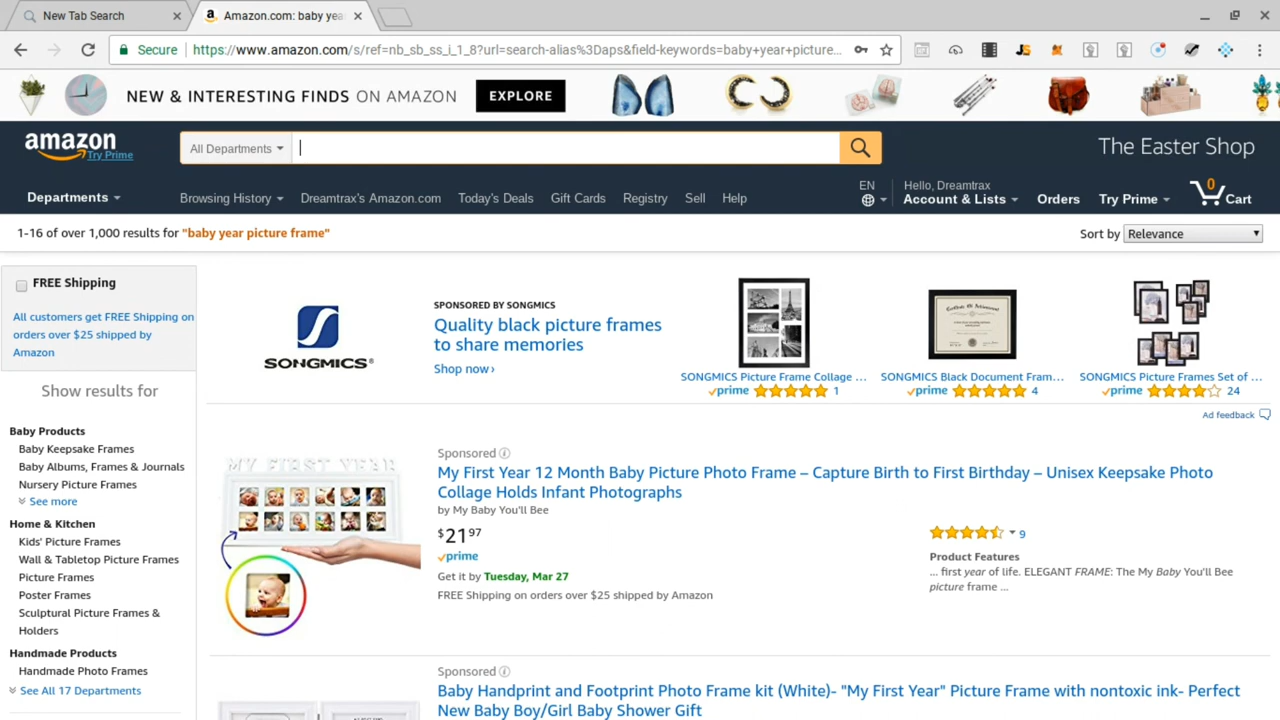 New Tab Search
Amazon.com: baby yea
Secure
https://www.amazon.com/s/ref=nb_sb_ss_i_1_8?url=search-alias%3Daps&field-keywords=baby+year+picture...
NEW & INTERESTING FINDS ON AMAZON
EXPLORE
amazon
Try Prime
All Departments
The Easter Shop
Departments
Browsing History
Dreamtrax's Amazon.com
Today's Deals
Gift Cards
Registry
Sell
Help
EN
Hello, Dreamtrax
Account & Lists
Orders
Try Prime
0
Cart
1-16 of over 1,000 results for "baby year picture frame"
Sort by
Relevance
FREE Shipping
All customers get FREE Shipping on
orders over $25 shipped by
Amazon
Show results for
Baby Products
Baby Keepsake Frames
Baby Albums, Frames & Journals
Nursery Picture Frames
See more
Home & Kitchen
Kids' Picture Frames
Wall & Tabletop Picture Frames
Picture Frames
Poster Frames
Sculptural Picture Frames &
Holders
Handmade Products
Handmade Photo Frames
See All 17 Departments
SONGMICS®
SPONSORED BY SONGMICS
Quality black picture frames
to share memories
Shop now›
SONGMICS Picture Frame Collage ...
prime
1
SONGMICS Black Document Fram...
prime
4
SONGMICS Picture Frames Set of ...
prime
24
Ad feedback
MY FIRST YEAR
Sponsored
My First Year 12 Month Baby Picture Photo Frame – Capture Birth to First Birthday – Unisex Keepsake Photo
Collage Holds Infant Photographs
by My Baby You'll Bee
$21 97
prime
Get it by Tuesday, Mar 27
FREE Shipping on orders over $25 shipped by Amazon
9
Product Features
... first year of life. ELEGANT FRAME: The My Baby You'll Bee
picture frame ...
Sponsored
Baby Handprint and Footprint Photo Frame kit (White)- "My First Year" Picture Frame with nontoxic ink- Perfect
New Baby Boy/Girl Baby Shower Gift